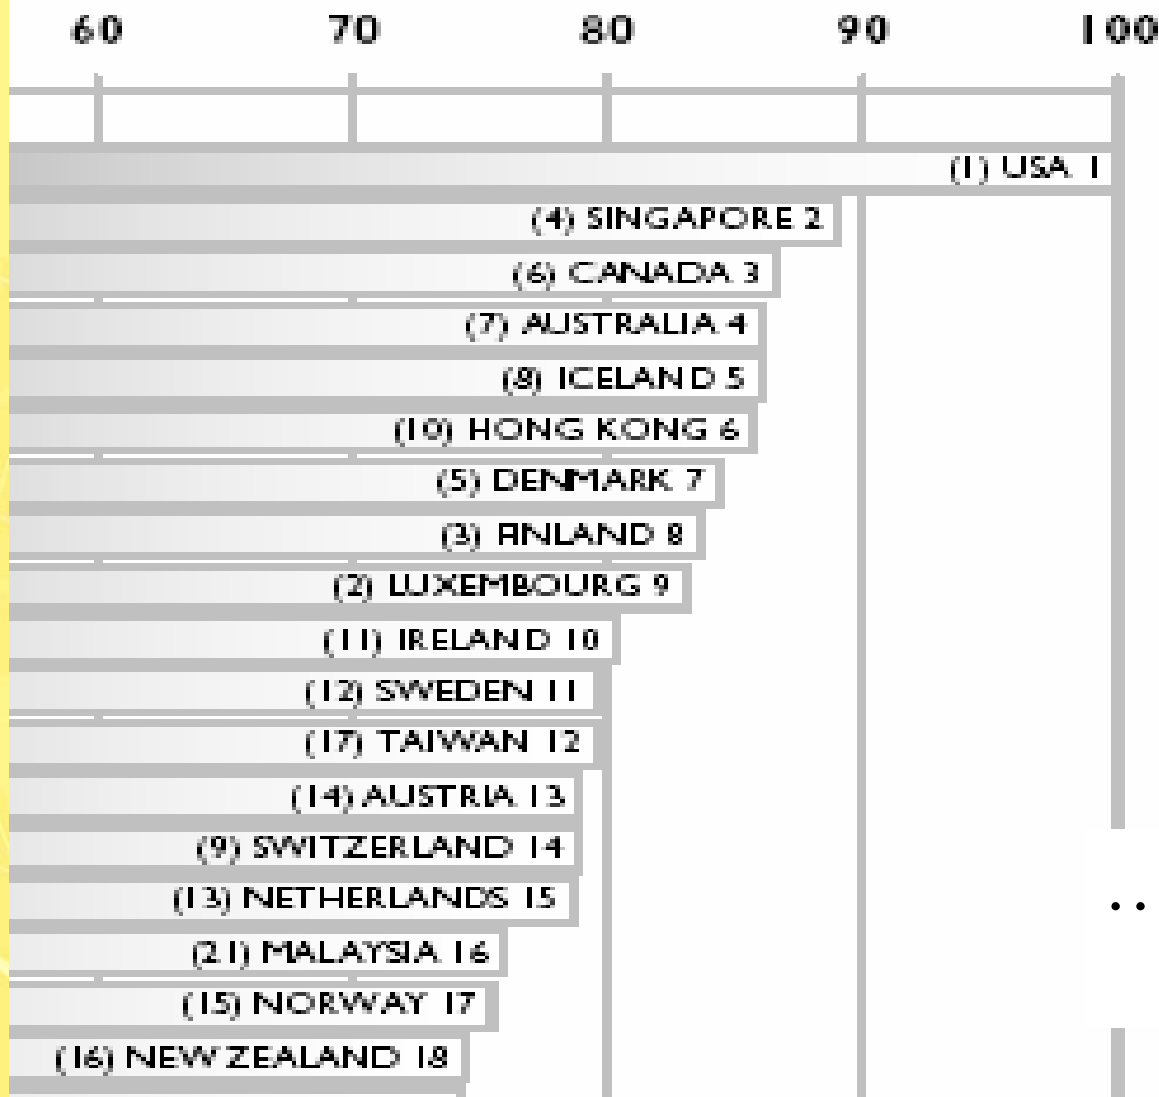 60 70 80 90 100
(1) USA 1
(4) SINGAPORE 2
(6) CANADA 3
(7) AUSTRALIA 4
(8) ICELAND 5
(10) HONG KONG 6
(5) DENMARK 7
(3) FINLAND 8
(2) LUXEMBOURG 9
(11) IRELAND 10
(12) SWEDEN 11
(17) TAIWAN 12
(14) AUSTRIA 13
(9) SWITZERLAND 14
(13) NETHERLANDS 15
..
(21) MALAYSIA 16
(15) NORWAY 17
(16) NEW ZEALAND 18